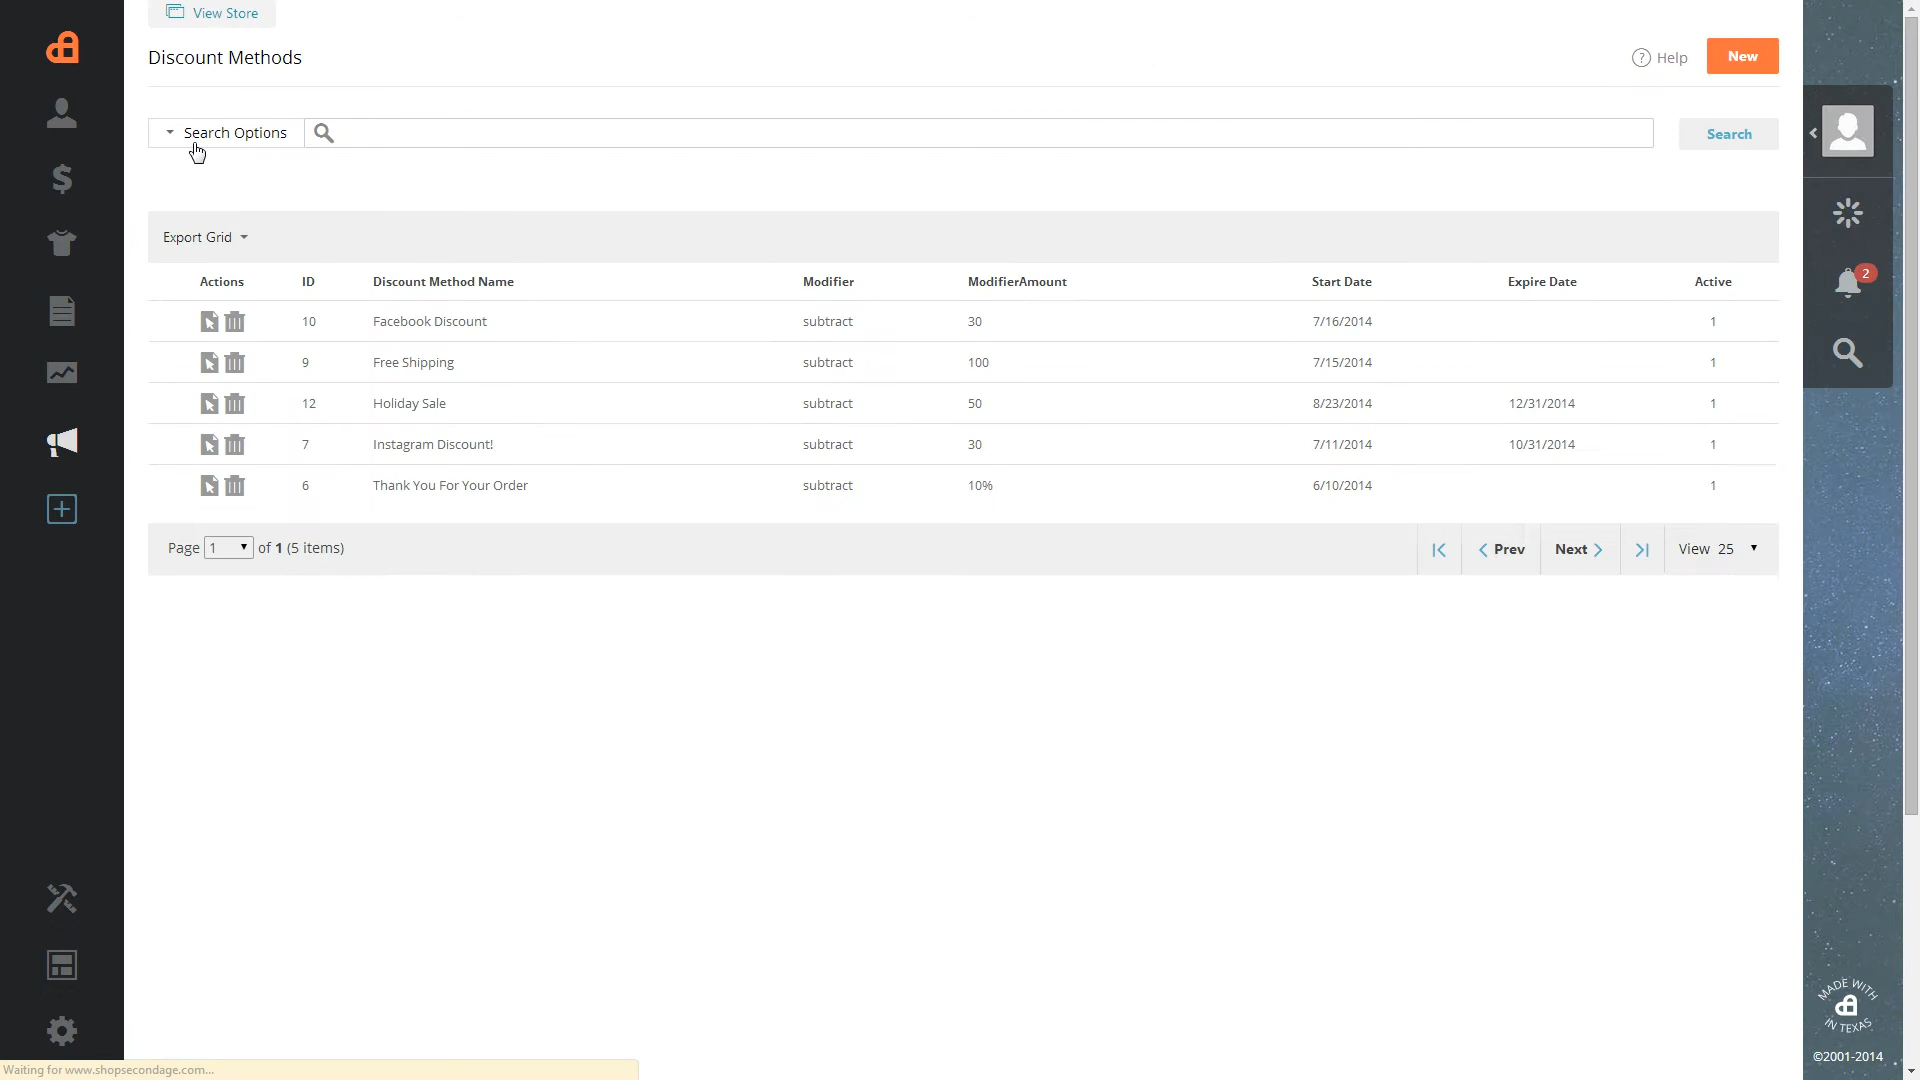 View Store
Discount Methods
Help
New
Search Options
Search
2
Export Grid
Actions ID Discount Method Name Modifier ModifierAmount Start Date Expire Date Active
10 Facebook Discount subtract 30 7/16/2014 1
9 Free Shipping subtract 100 7/15/2014 1
12 Holiday Sale subtract 50 8/23/2014 12/31/2014 1
7 Instagram Discount! subtract 30 7/11/2014 10/31/2014 1
6 Thank You For Your Order subtract 10% 6/10/2014 1
Page 1 of 1 (5 items) Prev Next View 25
MADE WITH
IN TEXAS
©2001-2014
Waiting for www.shopsecondage.com...